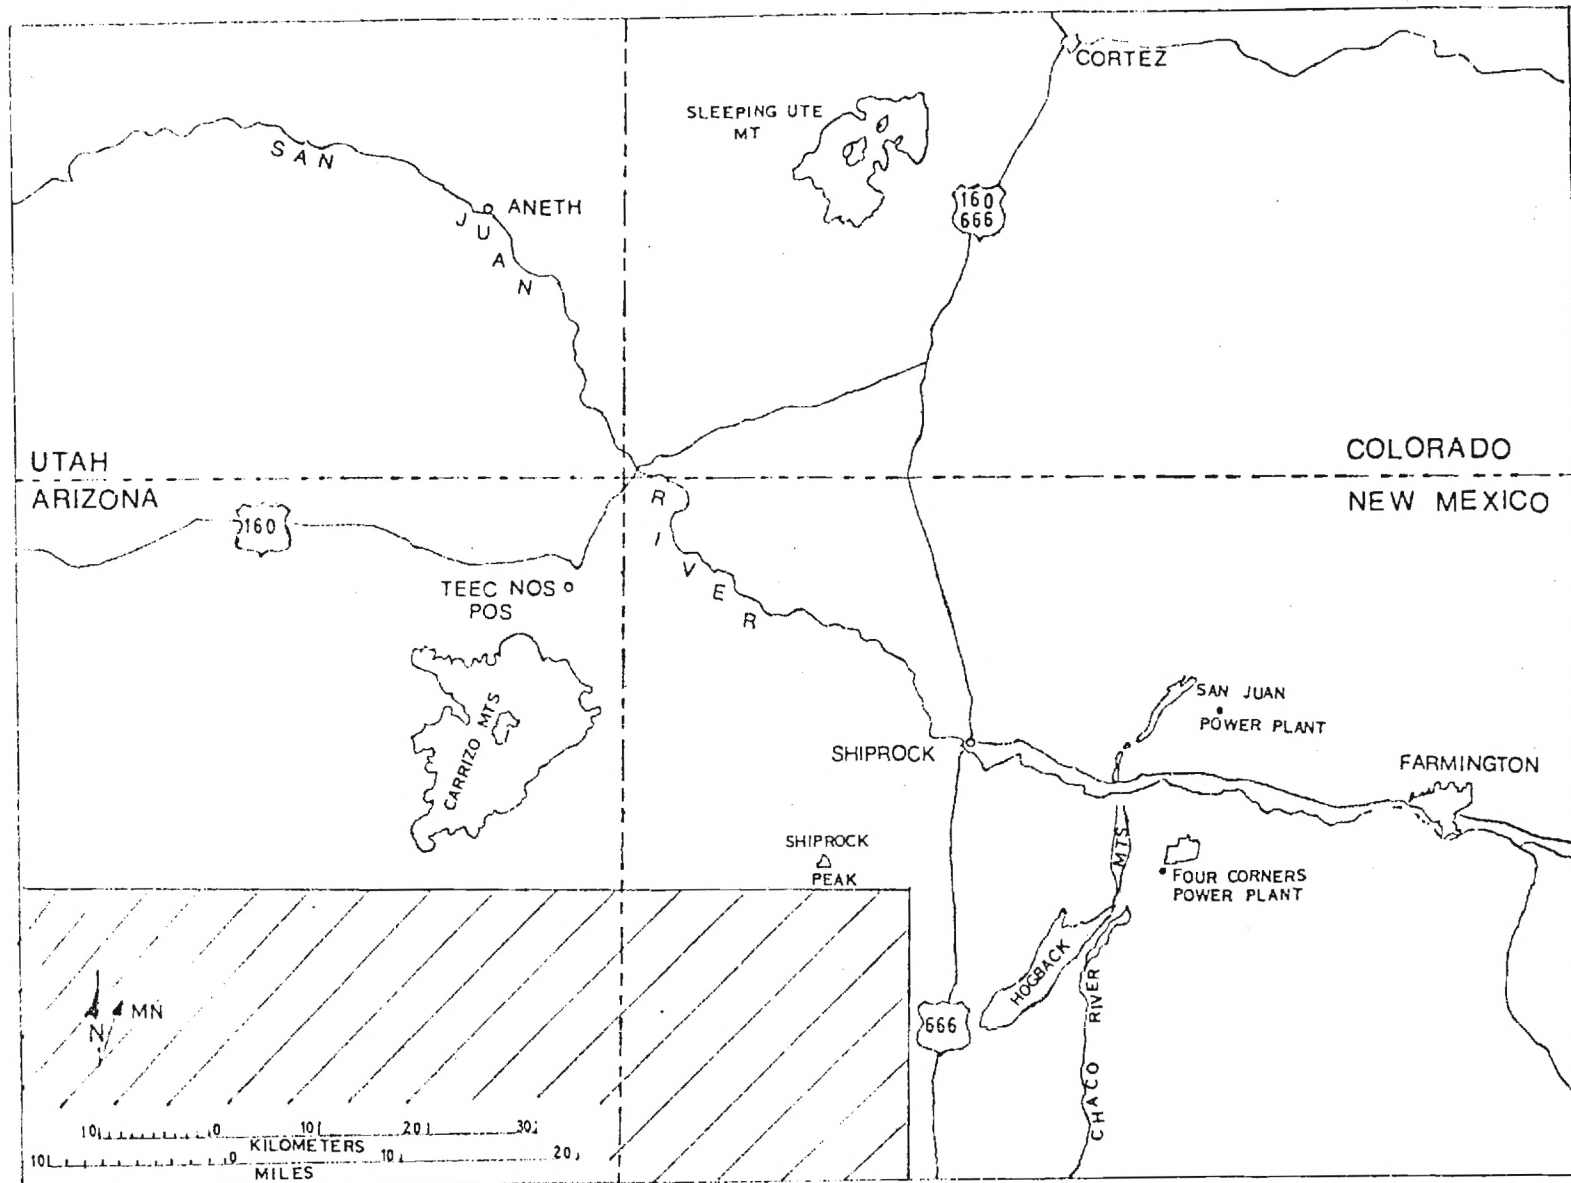 CORTEZ
SLEEPING UTE
MT
SAN
JUAN
ANETH
160
666
UTAH
COLORADO
ARIZONA
NEW MEXICO
RIVER
160
TEEC NOS
POS
CARRIZO MTS
SAN JUAN
POWER PLANT
SHIPROCK
FARMINGTON
SHIPROCK
PEAK
MTS
FOUR CORNERS
POWER PLANT
HOGBACK
CHACO RIVER
666
N
MN
10 0 10 20 30
KILOMETERS
10 0 10 20
MILES